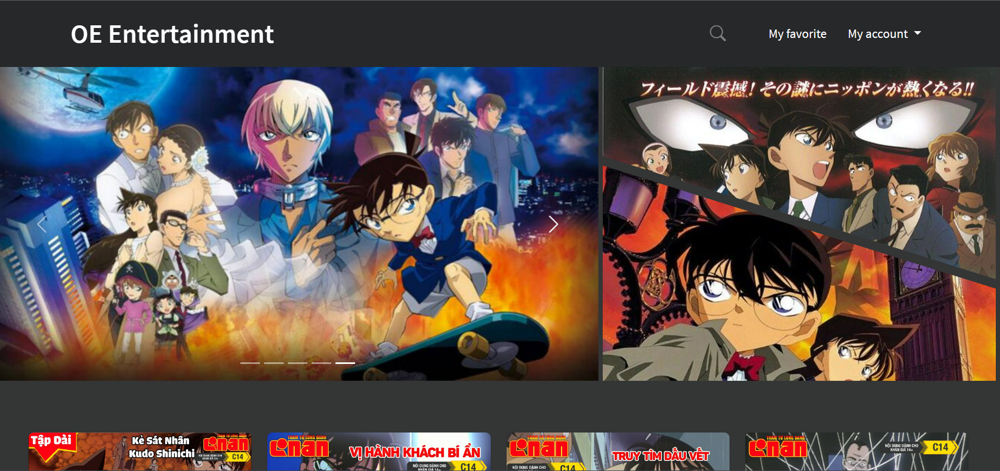 OE Entertainment
My favorite
My account
フィールド震撼!その謎にニッポンが熱くなる!!
Tập Dài
Kẻ Sát Nhân
Kudo Shinichi
THÁM TỬ LỪNG DANH
Conan
NỘI DUNG DÀNH CHO
KHÁN GIẢ 14+
C14
THÁM TỬ LỪNG DANH
Conan
VỊ HÀNH KHÁCH BÍ ẨN
NỘI DUNG DÀNH CHO
KHÁN GIẢ 14+
C14
THÁM TỬ LỪNG DANH
Conan
TRUY TÌM DẤU VẾT
NỘI DUNG DÀNH CHO
C14
THÁM TỬ LỪNG DANH
Conan
NỘI DUNG DÀNH CHO
KHÁN GIẢ 14+
C14